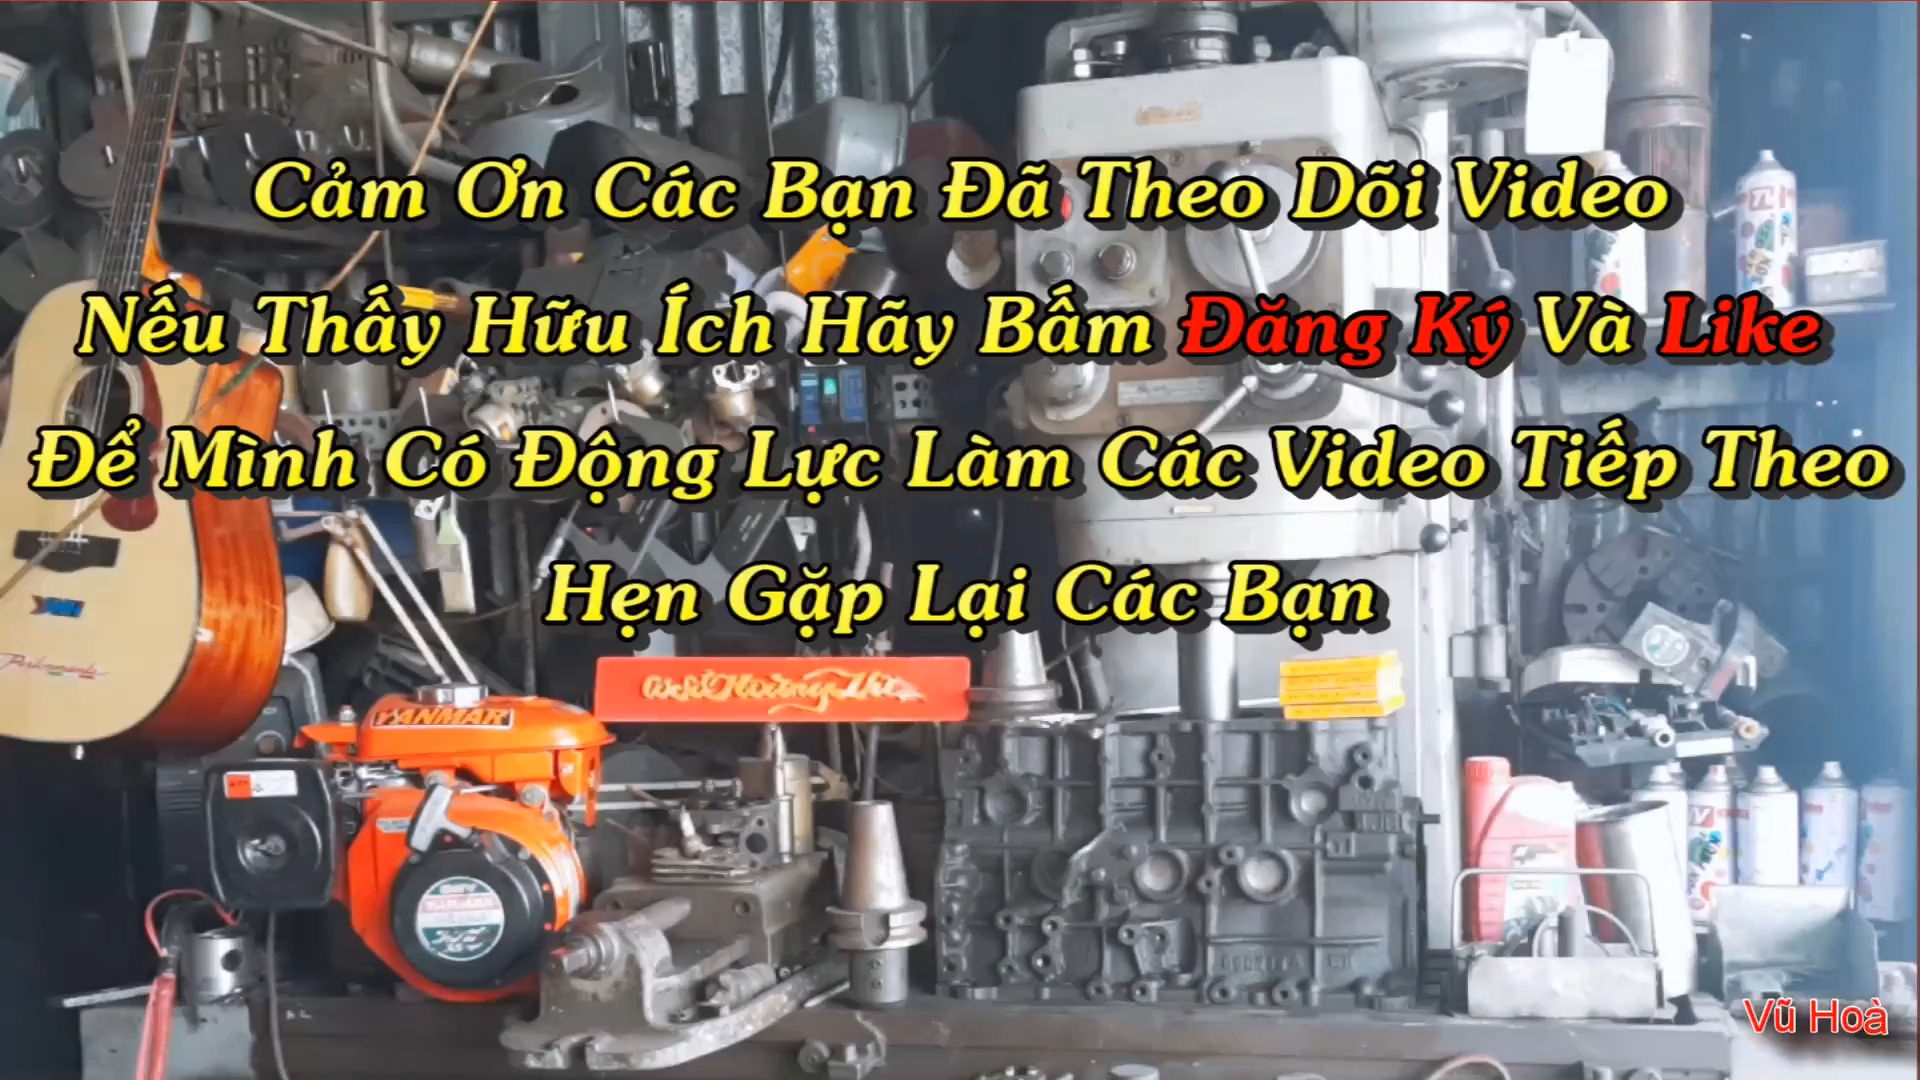 Cảm Ơn Các Bạn Đã Theo Dõi Video
Nếu Thấy Hữu Ích Hãy Bấm Đăng Ký Và Like
Để Mình Có Động Lực Làm Các Video Tiếp Theo
Hẹn Gặp Lại Các Bạn
YANMAR
Vũ Hoà